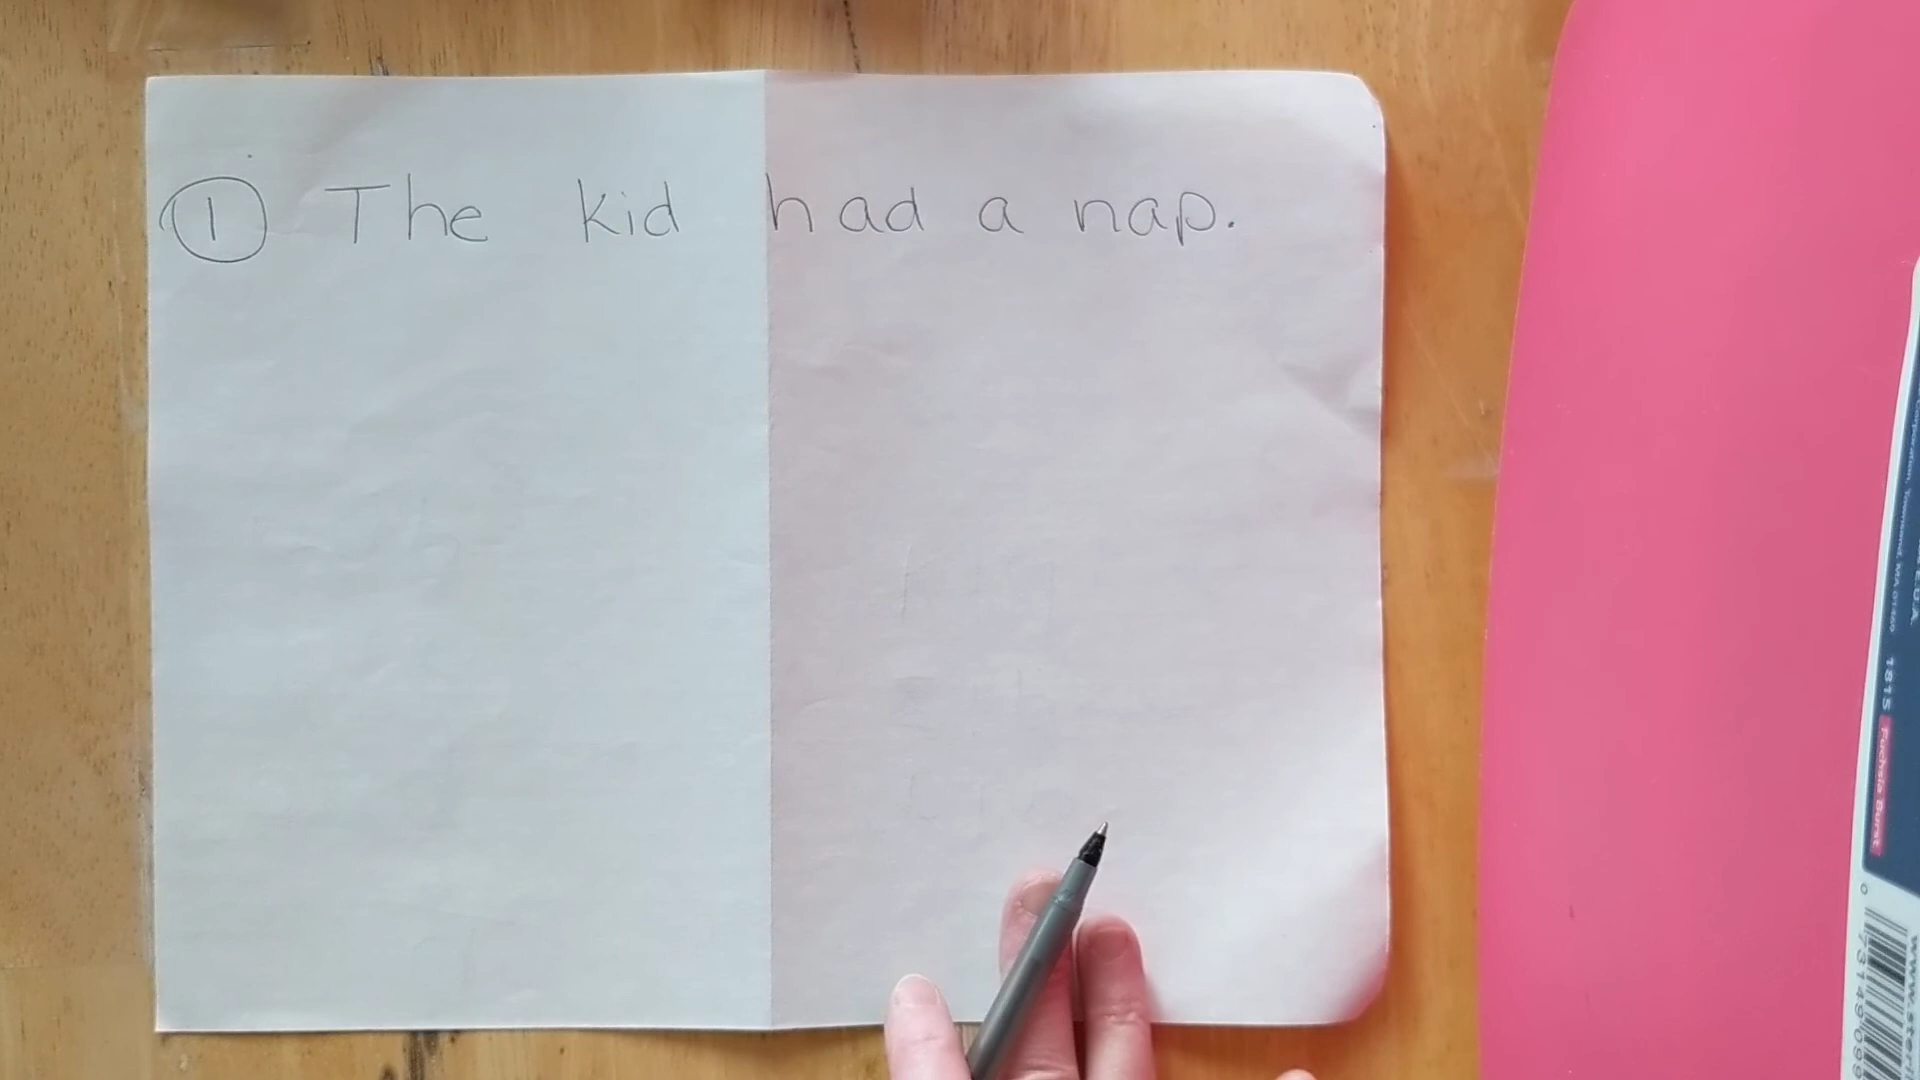 ① The kid had a nap.
1815 Fuchsia Burst